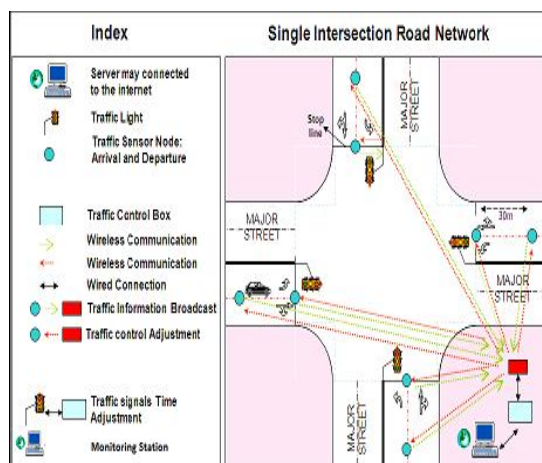 Index
Server may connected
to the internet
Traffic Light
Traffic Sensor Node:
Arrival and Departure
Traffic Control Box
Wireless Communication
Wireless Communication
Wired Connection
Traffic Information Broadcast
Traffic control Adjustment
Traffic signals Time
Adjustment
Monitoring Station
Single Intersection Road Network
Stop
line
MAJOR
STREET
30m
MAJOR
STREET
MAJOR
STREET
MAJOR
STREET